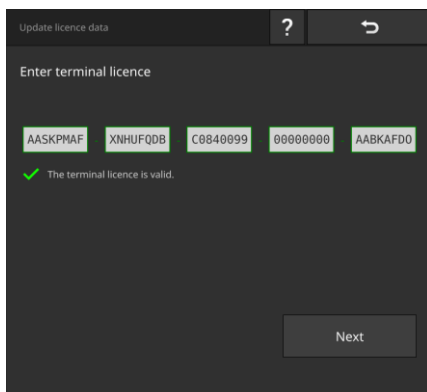 Update licence data ?
Enter terminal licence
AASKPMAF - XNHUFQDB - C0840099 - 00000000 - AABKAFDO
The terminal licence is valid.
Next